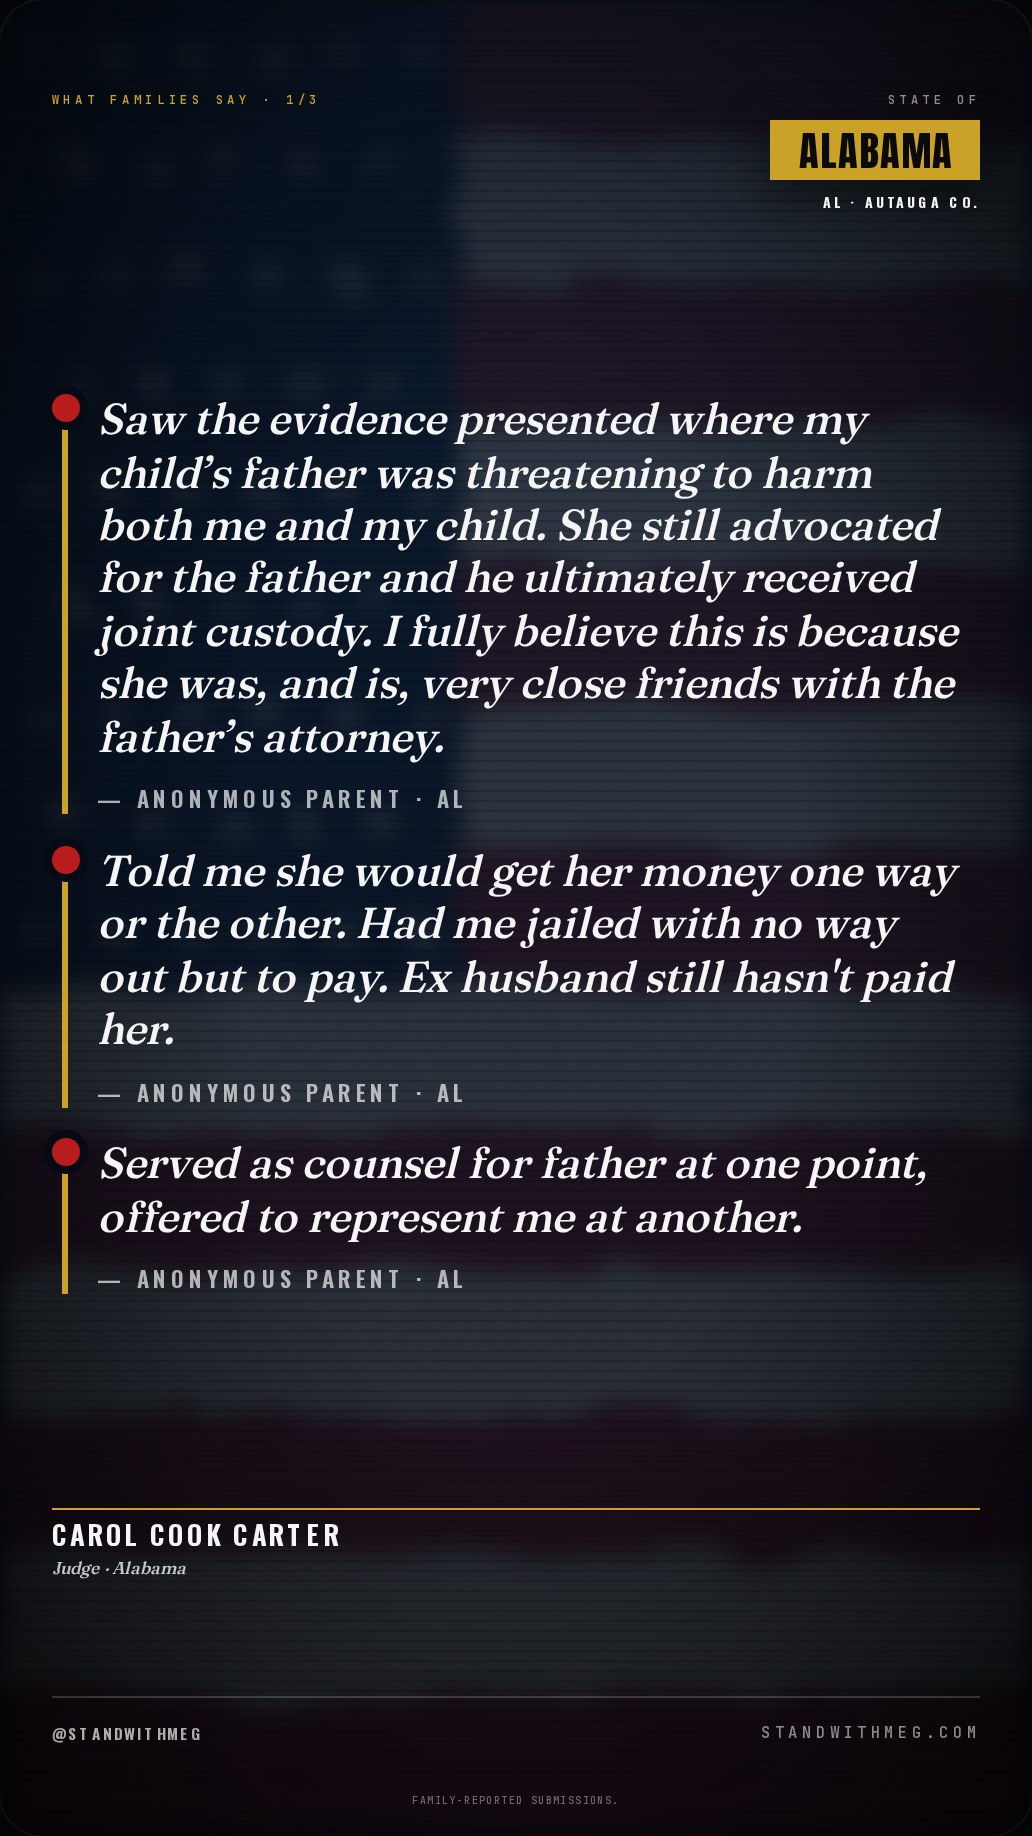 WHAT FAMILIES SAY · 1/3
STATE OF
ALABAMA
AL · AUTAUGA CO.
Saw the evidence presented where my
child’s father was threatening to harm
both me and my child. She still advocated
for the father and he ultimately received
joint custody. I fully believe this is because
she was, and is, very close friends with the
father’s attorney.
— ANONYMOUS PARENT · AL
Told me she would get her money one way
or the other. Had me jailed with no way
out but to pay. Ex husband still hasn't paid
her.
— ANONYMOUS PARENT · AL
Served as counsel for father at one point,
offered to represent me at another.
— ANONYMOUS PARENT · AL
CAROL COOK CARTER
Judge · Alabama
@STANDWITHMEG
STANDWITHMEG.COM
FAMILY-REPORTED SUBMISSIONS.